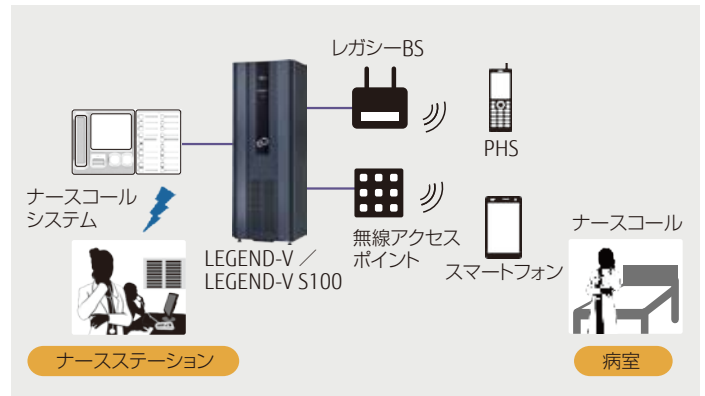 レガシーBS
PHS
ナースコール
システム
LEGEND-V ／
LEGEND-V S100
無線アクセス
ポイント
スマートフォン
ナースコール
ナースステーション
病室